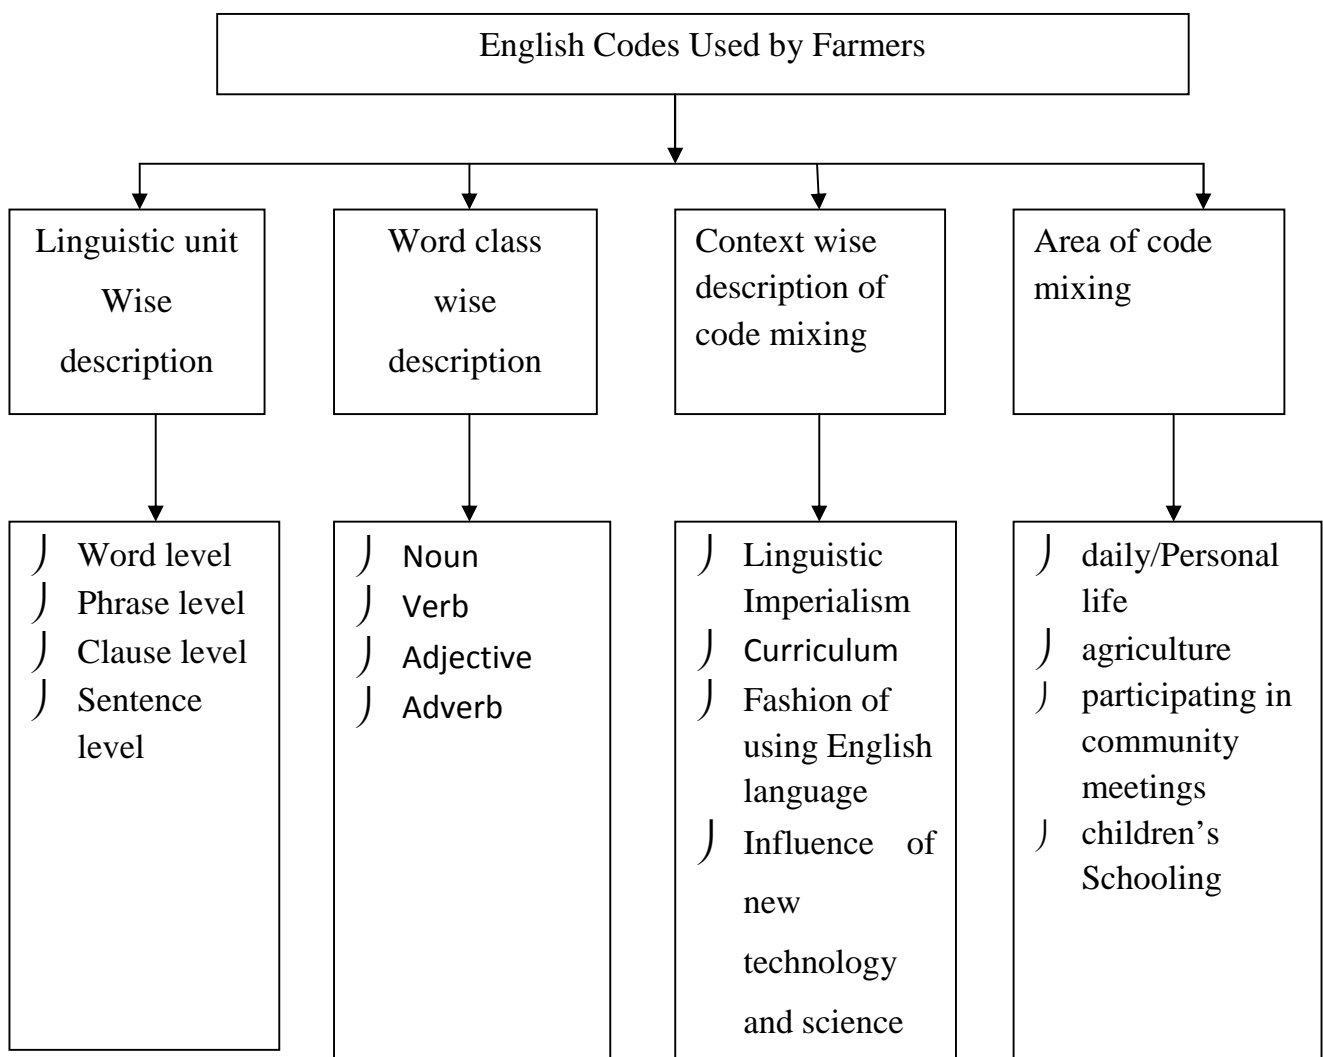 English Codes Used by Farmers
Linguistic unit
Wise
description
Word class
wise
description
Context wise
description of
code mixing
Area of code
mixing
Word level
Phrase level
Clause level
Sentence
level
Noun
Verb
Adjective
Adverb
Linguistic
Imperialism
Curriculum
Fashion of
using English
language
Influence of
new
technology
and science
daily/Personal
life
agriculture
participating in
community
meetings
children’s
Schooling